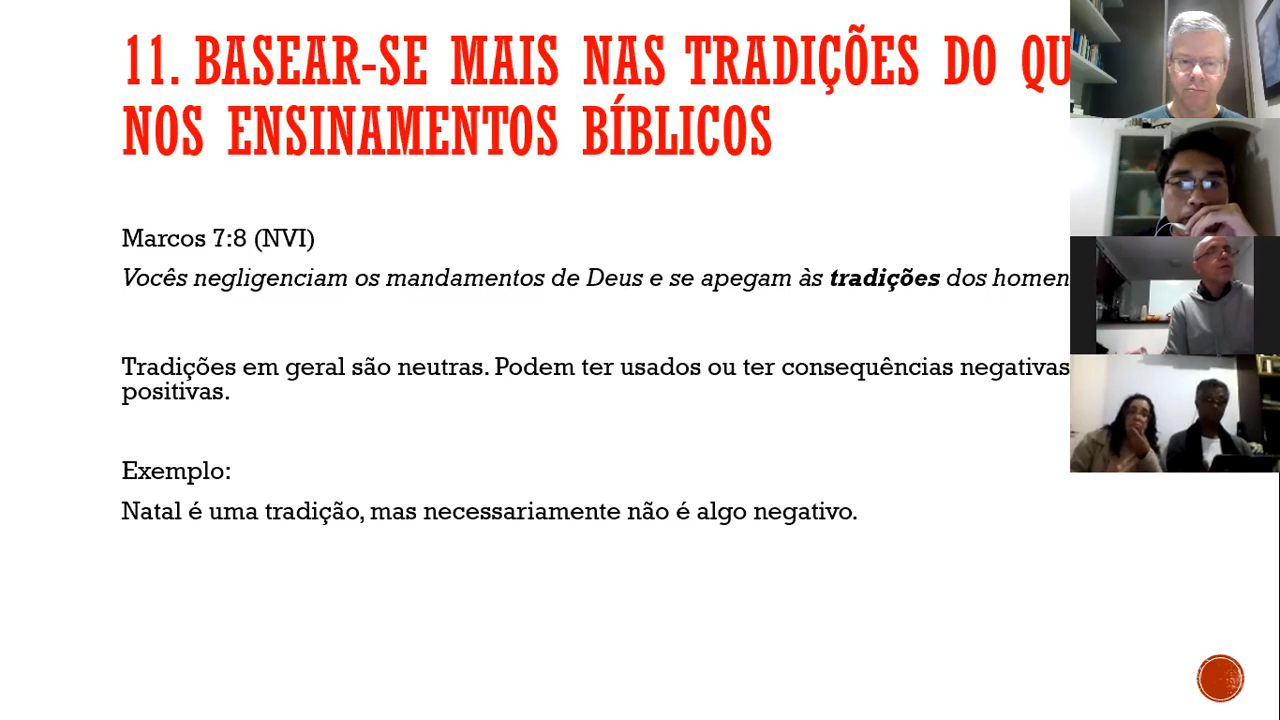 11. BASEAR-SE MAIS NAS TRADIÇÕES DO QU
NOS ENSINAMENTOS BÍBLICOS
Marcos 7:8 (NVI)
Vocês negligenciam os mandamentos de Deus e se apegam às tradições dos homen
Tradições em geral são neutras. Podem ter usados ou ter consequências negativas
positivas.
Exemplo:
Natal é uma tradição, mas necessariamente não é algo negativo.